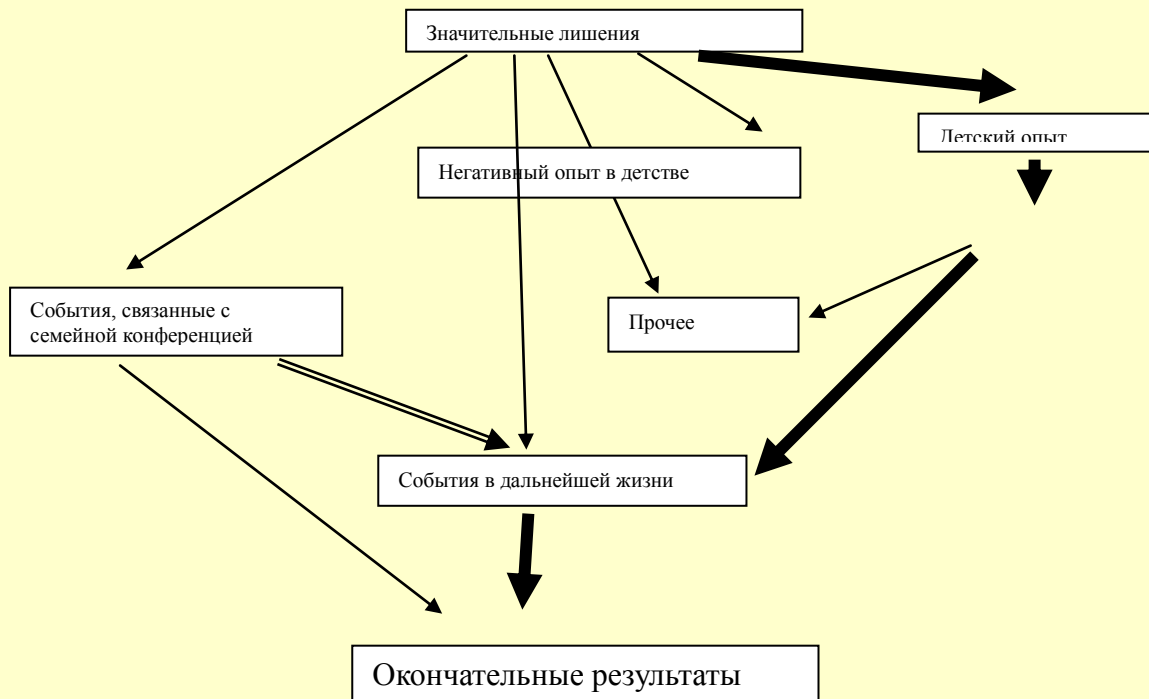 Значительные лишения
Детский опыт
Негативный опыт в детстве
События, связанные с
семейной конференцией
Прочее
События в дальнейшей жизни
Окончательные результаты